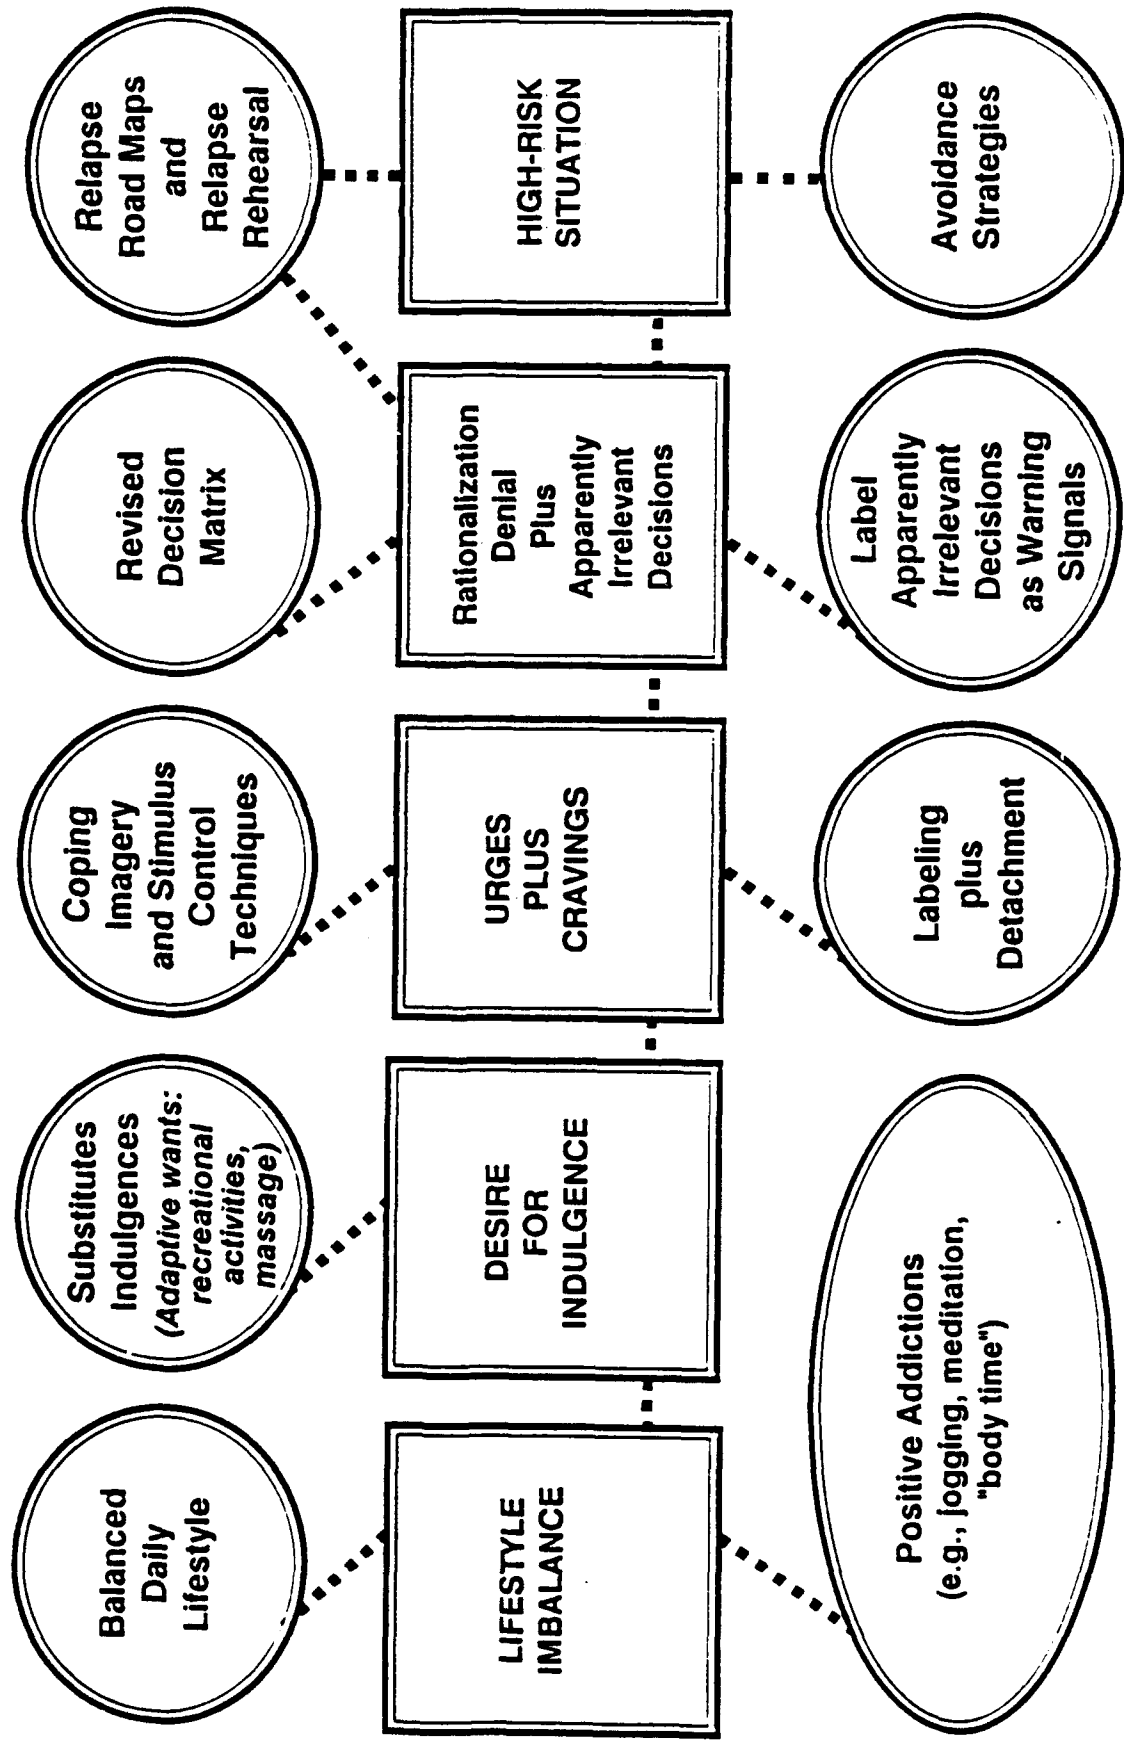 Balanced
Daily
Lifestyle
Substitutes
Indulgences
(Adaptive wants:
recreational
activities,
massage)
Coping
Imagery
and Stimulus
Control
Techniques
Revised
Decision
Matrix
Relapse
Road Maps
and
Relapse
Rehearsal
LIFESTYLE
IMBALANCE
DESIRE
FOR
INDULGENCE
URGES
PLUS
CRAVINGS
Rationalization
Denial
Plus
Apparently
Irrelevant
Decisions
HIGH-RISK
SITUATION
Positive Addictions
(e.g., jogging, meditation,
"body time")
Labeling
plus
Detachment
Label
Apparently
Irrelevant
Decisions
as Warning
Signals
Avoidance
Strategies